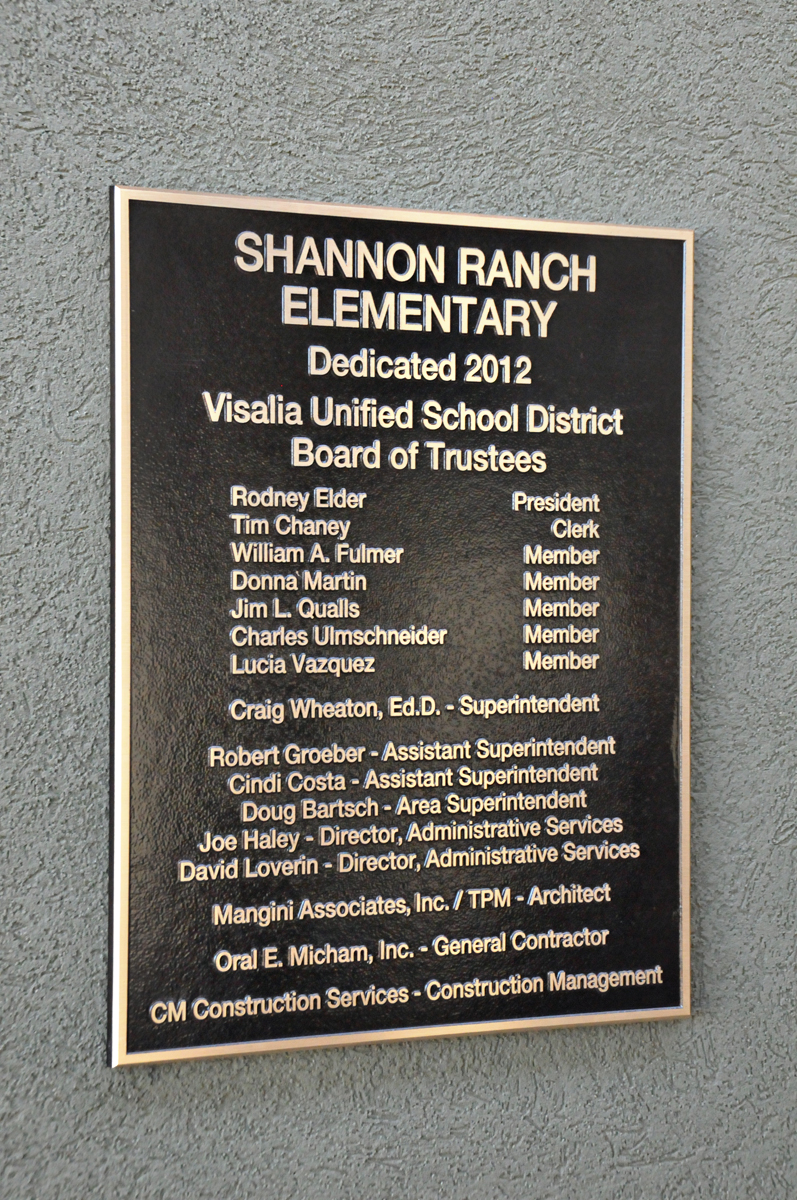 SHANNON RANCH
ELEMENTARY
Dedicated 2012
Visalia Unified School District
Board of Trustees
Rodney Elder President
Tim Chaney Clerk
William A. Fulmer Member
Donna Martin Member
Jim L. Qualls Member
Charles Ulmschneider Member
Lucia Vazquez Member
Craig Wheaton, Ed.D. - Superintendent
Robert Groeber - Assistant Superintendent
Cindi Costa - Assistant Superintendent
Doug Bartsch - Area Superintendent
Joe Haley - Director, Administrative Services
David Loverin - Director, Administrative Services
Mangini Associates, Inc. / TPM - Architect
Oral E. Micham, Inc. - General Contractor
CM Construction Services - Construction Management